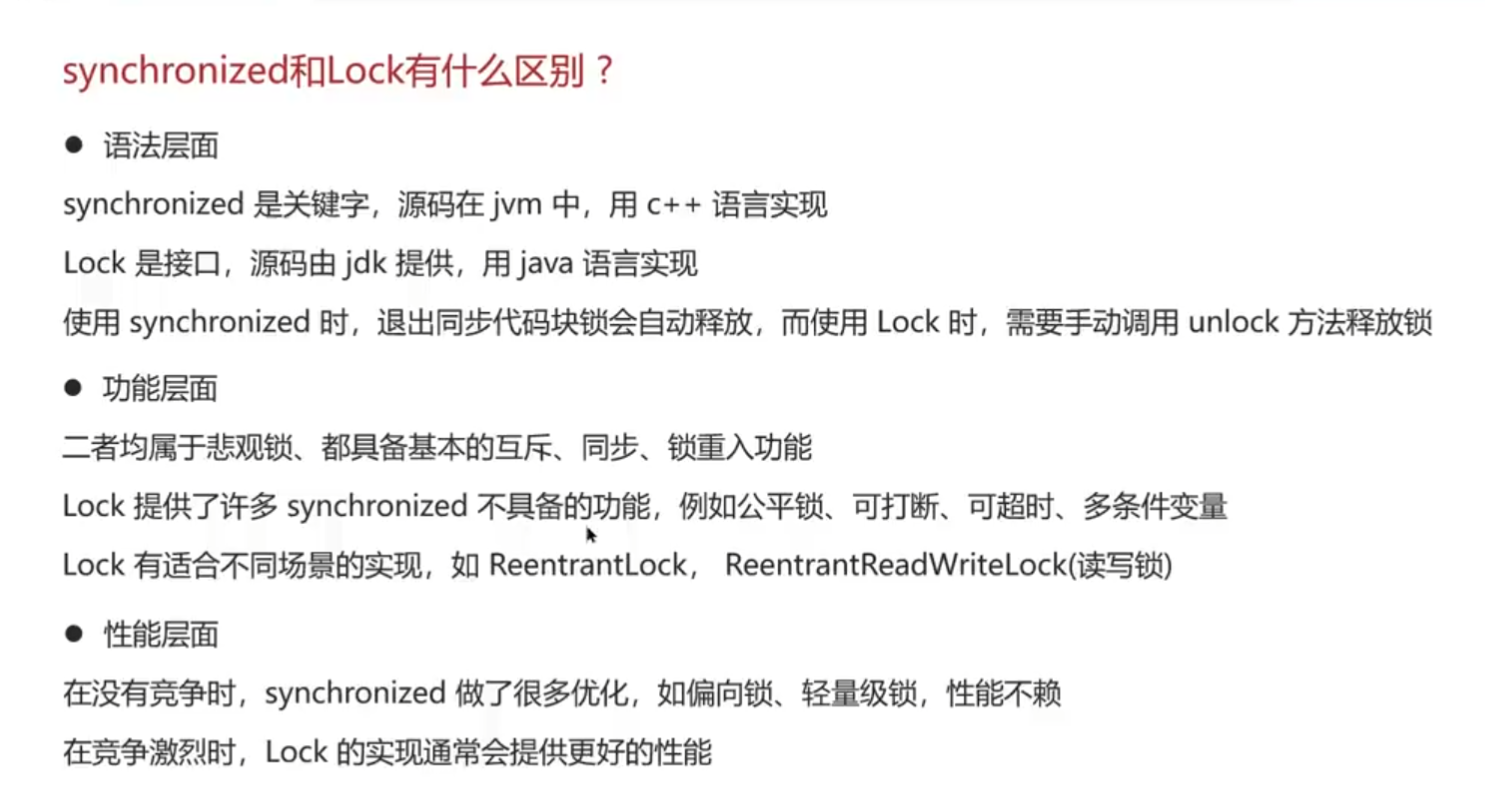 synchronized和Lock有什么区别？
● 语法层面
synchronized 是关键字，源码在 jvm 中，用 c++ 语言实现
Lock 是接口，源码由 jdk 提供，用 java 语言实现
使用 synchronized 时，退出同步代码块锁会自动释放，而使用 Lock 时，需要手动调用 unlock 方法释放锁
● 功能层面
二者均属于悲观锁、都具备基本的互斥、同步、锁重入功能
Lock 提供了许多 synchronized 不具备的功能，例如公平锁、可打断、可超时、多条件变量
Lock 有适合不同场景的实现，如 ReentrantLock， ReentrantReadWriteLock(读写锁)
● 性能层面
在没有竞争时，synchronized 做了很多优化，如偏向锁、轻量级锁，性能不赖
在竞争激烈时，Lock 的实现通常会提供更好的性能